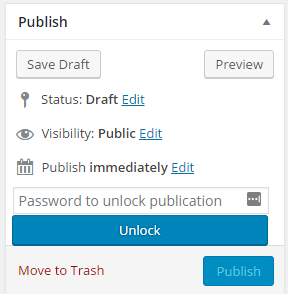 Publish
Save Draft Preview
Status: Draft Edit
Visibility: Public Edit
Publish immediately Edit
Password to unlock publication
Unlock
Move to Trash Publish